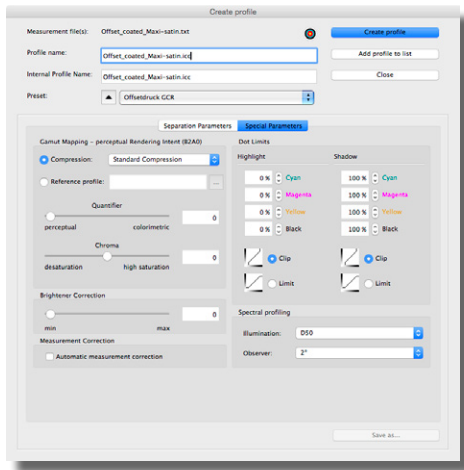 Create profile
Measurement file(s): Offset_coated_Maxi-satin.txt Create profile
Profile name: Offset_coated_Maxi-satin.icc Add profile to list
Internal Profile Name: Offset_coated_Maxi-satin.icc Close
Preset: Offsetdruck GCR
Separation Parameters Special Parameters
Gamut Mapping – perceptual Rendering Intent (B2A0) Dot Limits
Highlight Shadow
Compression: Standard Compression
0 % Cyan 100 % Cyan
Reference profile: ...
0 % Magenta 100 % Magenta
Quantifier
0 % Yellow 100 % Yellow
0
perceptual colorimetric
0 % Black 100 % Black
Chroma
0
Clip Clip
desaturation high saturation
Limit Limit
Brightener Correction
0
Spectral profiling
min max
Illumination: D50
Measurement Correction
Observer: 2°
Automatic measurement correction
Save as...